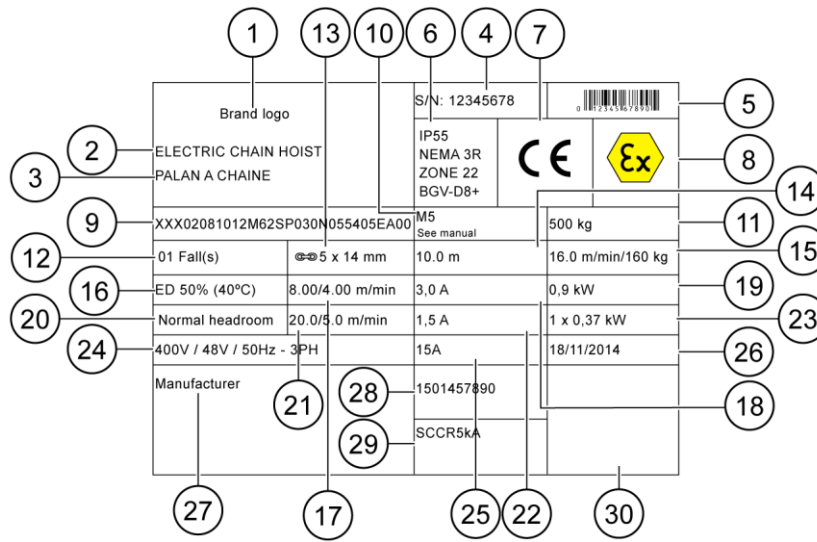 1 13 10 6 4 7
S/N: 12345678
0 12345 67890
5
Brand logo
2 ELECTRIC CHAIN HOIST
3 PALAN A CHAINE
IP55
NEMA 3R
ZONE 22
BGV-D8+
CE
Ex
8
14
9 XXX02081012M62SP030N055405EA00
M5
See manual
500 kg
11
12 01 Fall(s)
5 x 14 mm
10.0 m
16.0 m/min/160 kg
15
16 ED 50% (40ºC)
8.00/4.00 m/min
3,0 A
0,9 kW
19
20 Normal headroom
20.0/5.0 m/min
1,5 A
1 x 0,37 kW
23
24 400V / 48V / 50Hz - 3PH
15A
18/11/2014
26
Manufacturer
21
28
1501457890
18
29
SCCR5kA
27 17 25 22 30